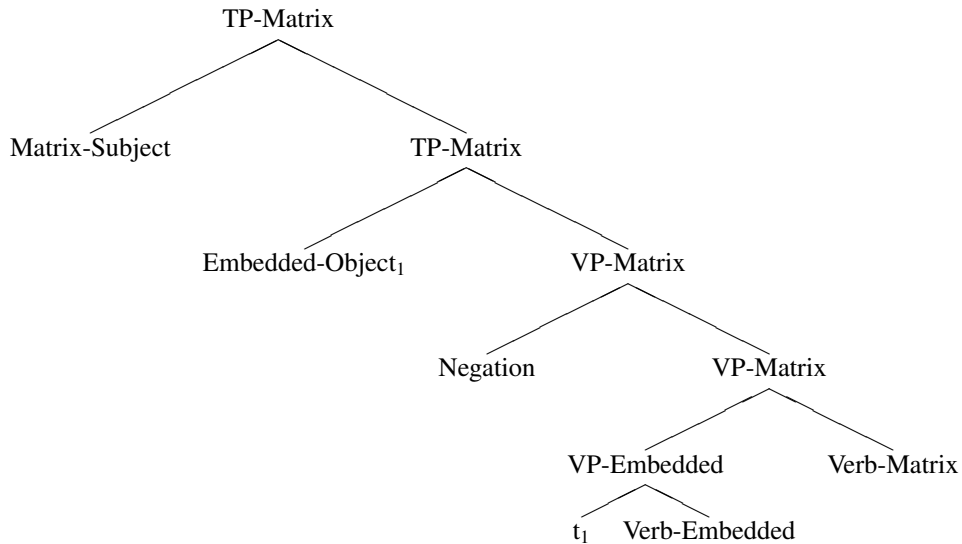 TP-Matrix
Matrix-Subject TP-Matrix
Embedded-Object₁ VP-Matrix
Negation VP-Matrix
VP-Embedded Verb-Matrix
t₁ Verb-Embedded